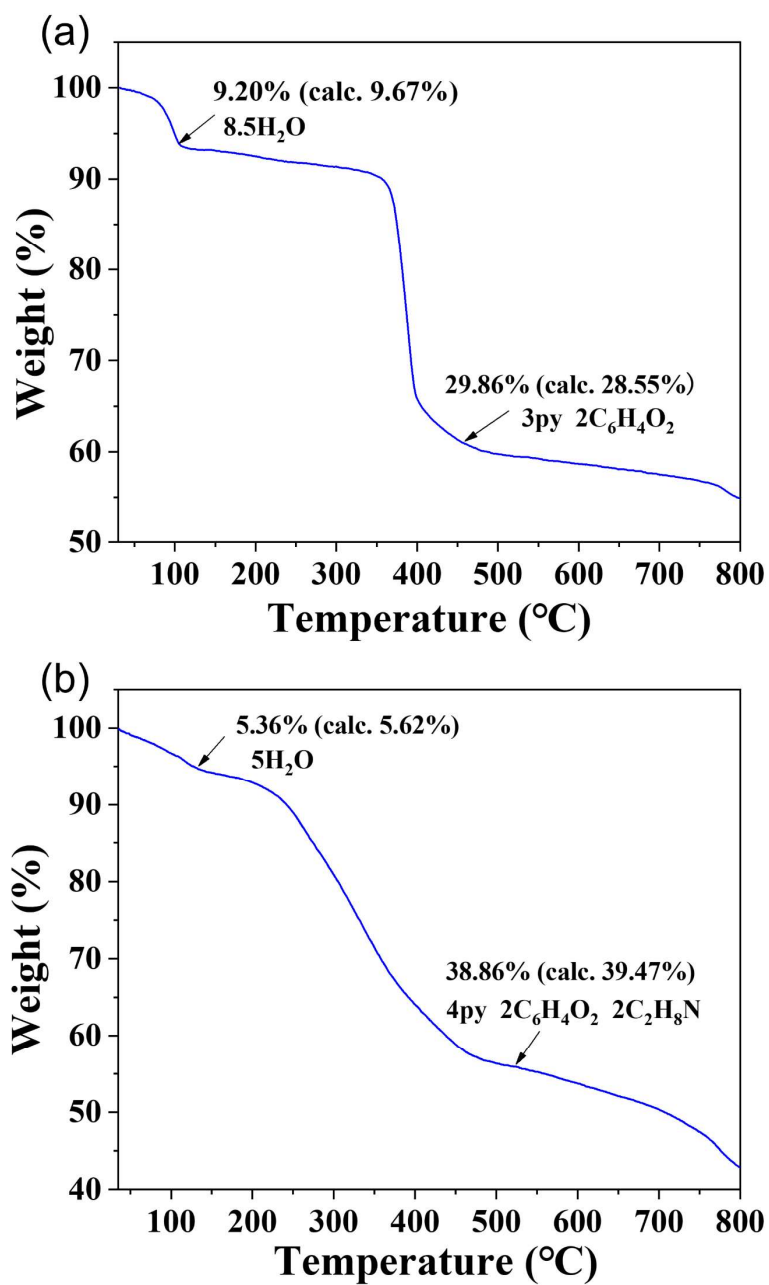 (a)
100
90
80
70
60
50
Weight (%)
9.20% (calc. 9.67%)
8.5H₂O
29.86% (calc. 28.55%)
3py 2C₆H₄O₂
100 200 300 400 500 600 700 800
Temperature (°C)
(b)
100
90
80
70
60
50
40
Weight (%)
5.36% (calc. 5.62%)
5H₂O
38.86% (calc. 39.47%)
4py 2C₆H₄O₂ 2C₂H₈N
100 200 300 400 500 600 700 800
Temperature (°C)